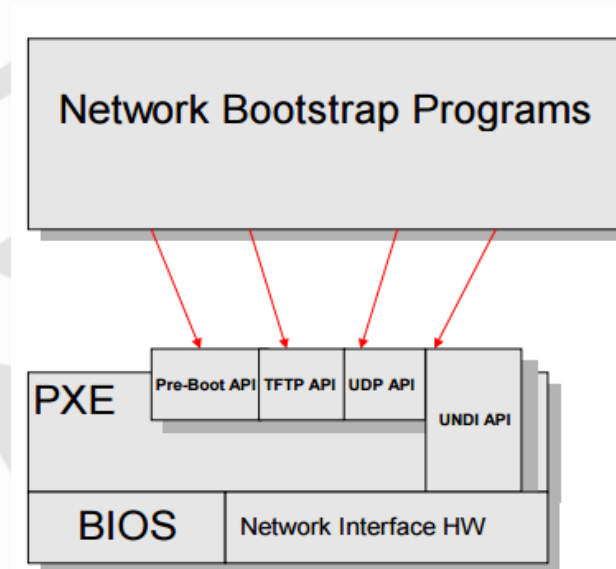 Network Bootstrap Programs
Pre-Boot API
TFTP API
UDP API
UNDI API
PXE
BIOS
Network Interface HW